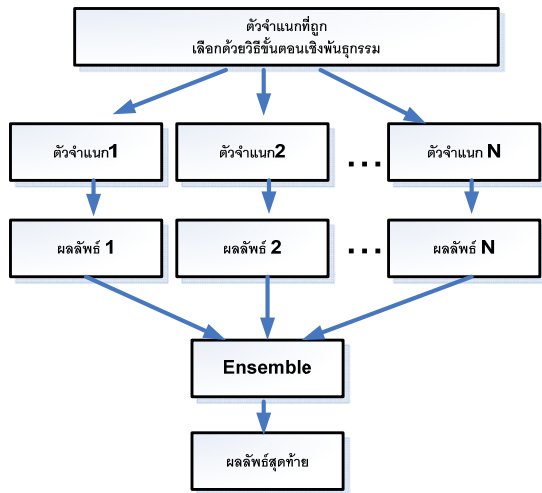 ตัวจำแนกที่ถูก
เลือกด้วยวิธีขั้นตอนเชิงพันธุกรรม
ตัวจำแนก1
ตัวจำแนก2
...
ตัวจำแนก N
ผลลัพธ์ 1
ผลลัพธ์ 2
...
ผลลัพธ์ N
Ensemble
ผลลัพธ์สุดท้าย